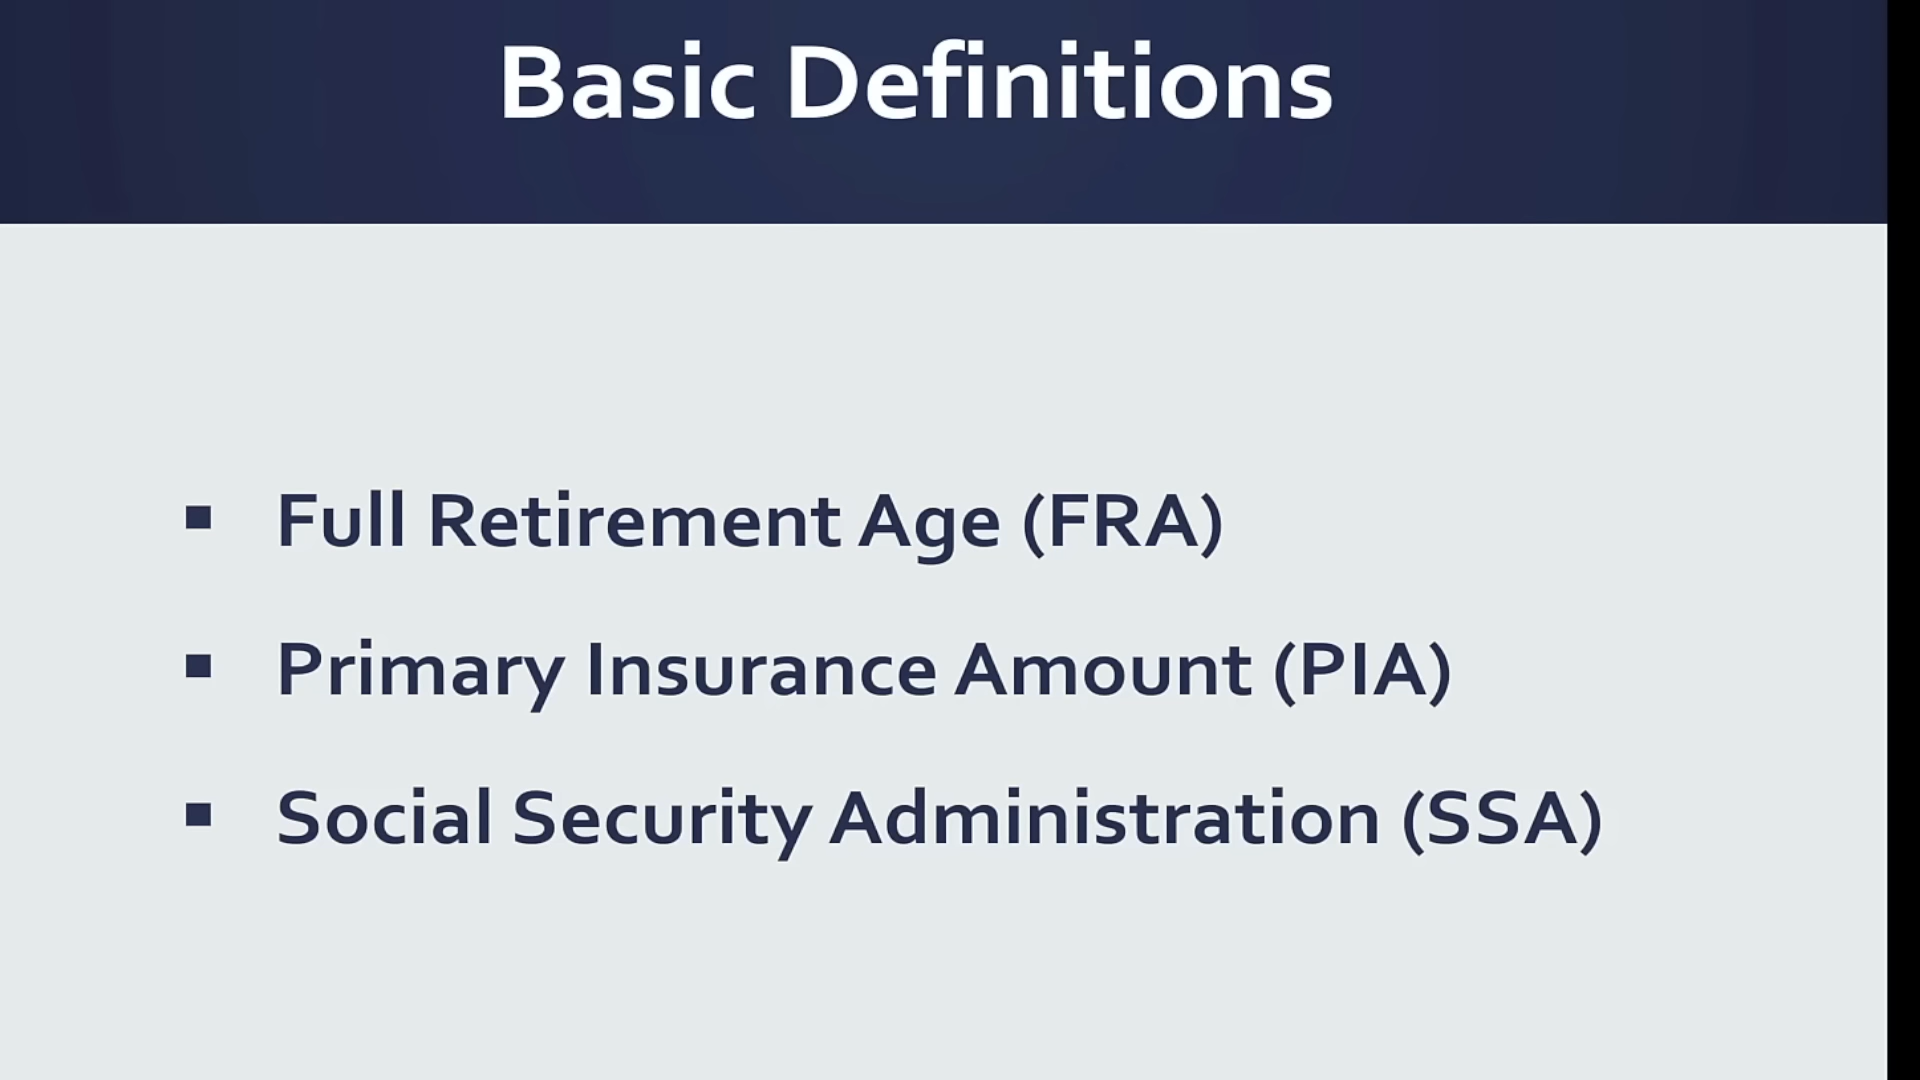 Basic Definitions
▪ Full Retirement Age (FRA)
▪ Primary Insurance Amount (PIA)
▪ Social Security Administration (SSA)